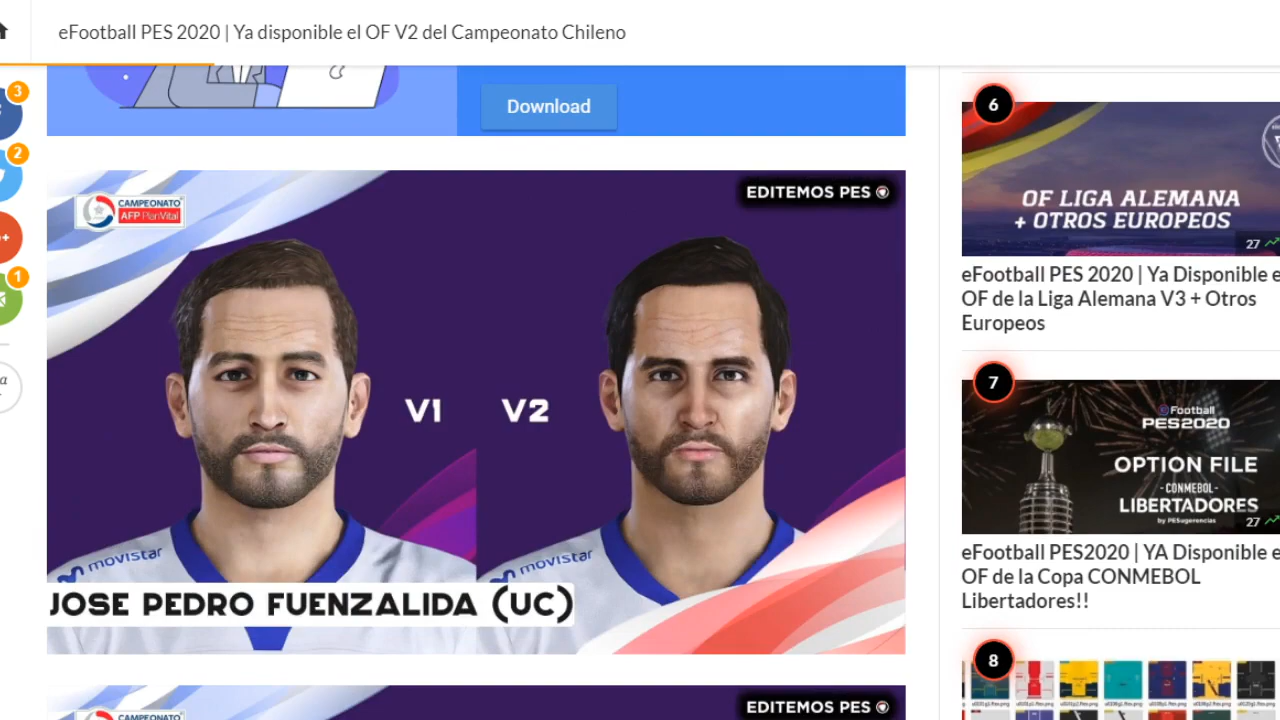 eFootball PES 2020 | Ya disponible el OF V2 del Campeonato Chileno
3
2
1
Download
CAMPEONATO
AFP PlanVital
EDITEMOS PES
V1
V2
movistar
movistar
JOSE PEDRO FUENZALIDA (UC)
EDITEMOS PES
CAMPEONATO
6
OF LIGA ALEMANA
+ OTROS EUROPEOS
27
eFootball PES 2020 | Ya Disponible e
OF de la Liga Alemana V3 + Otros
Europeos
7
eFootball
PES2020
OPTION FILE
-CONMEBOL-
LIBERTADORES
by PESugerencias
27
eFootball PES2020 | YA Disponible e
OF de la Copa CONMEBOL
Libertadores!!
8